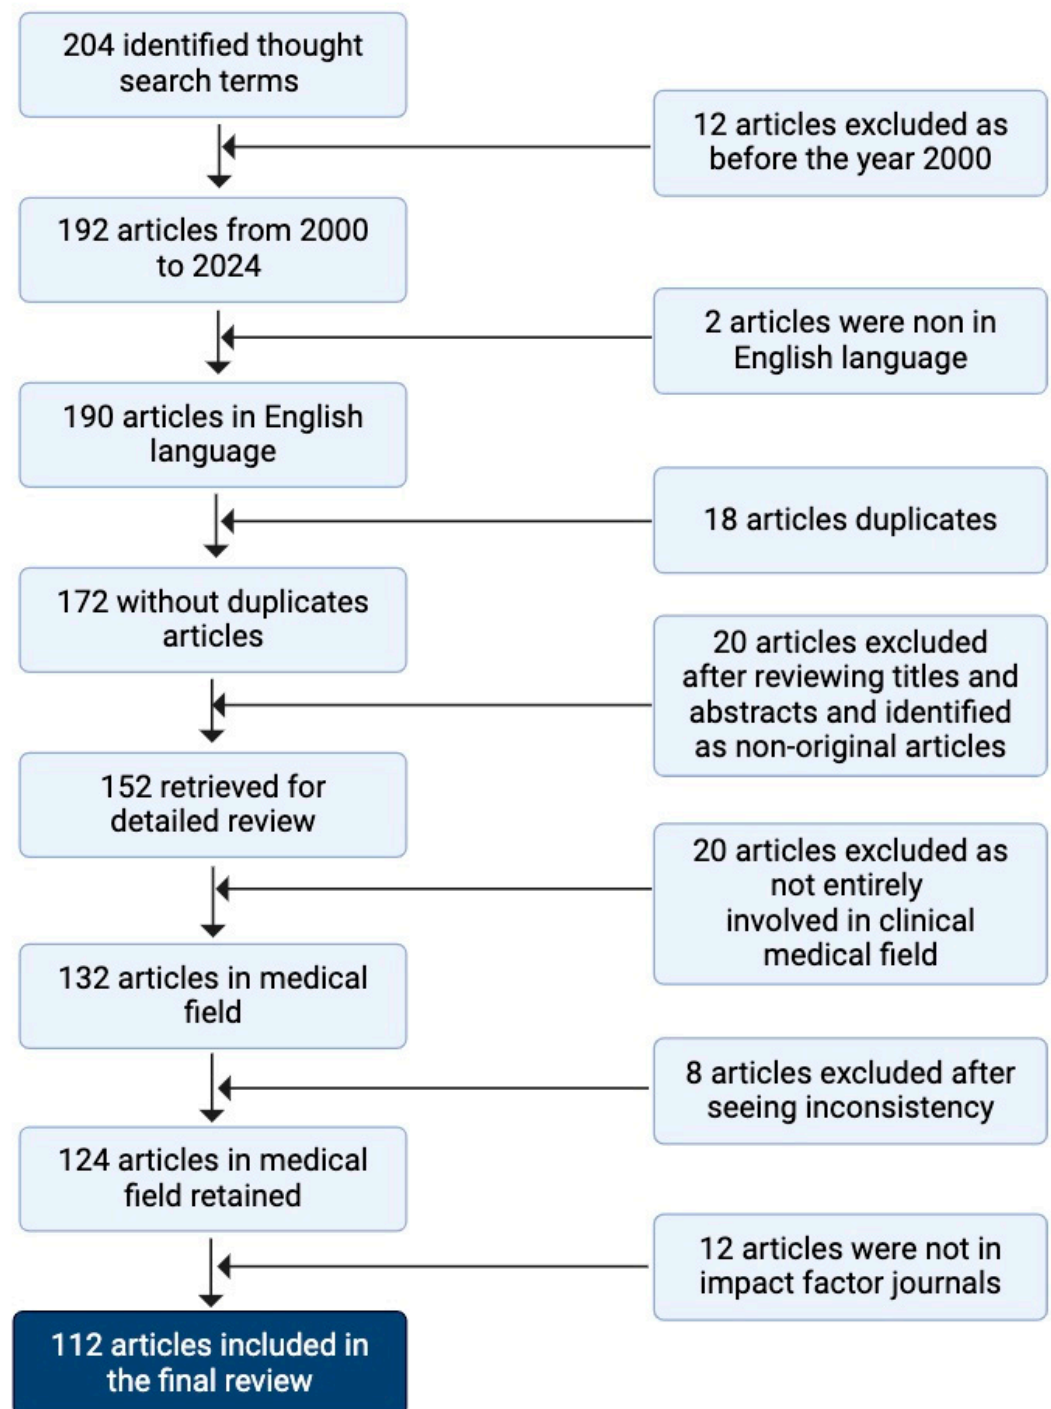 204 identified thought
search terms
12 articles excluded as
before the year 2000
192 articles from 2000
to 2024
2 articles were non in
English language
190 articles in English
language
18 articles duplicates
172 without duplicates
articles
20 articles excluded
after reviewing titles and
abstracts and identified
as non-original articles
152 retrieved for
detailed review
20 articles excluded as
not entirely
involved in clinical
medical field
132 articles in medical
field
8 articles excluded after
seeing inconsistency
124 articles in medical
field retained
12 articles were not in
impact factor journals
112 articles included in
the final review